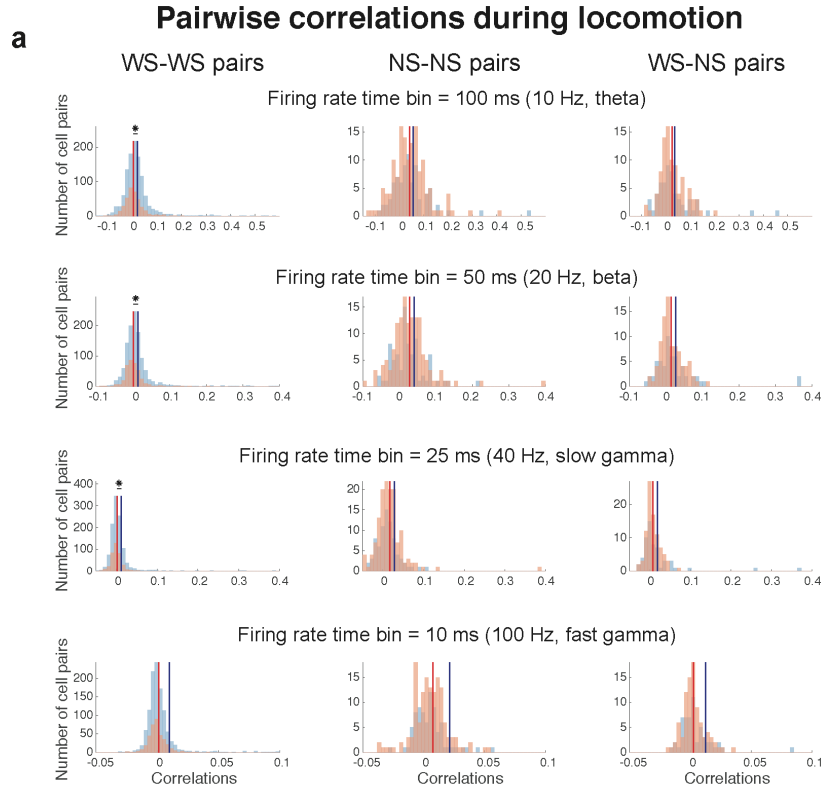 Pairwise correlations during locomotion
a
WS-WS pairs NS-NS pairs WS-NS pairs
Firing rate time bin = 100 ms (10 Hz, theta)
Number of cell pairs
200
100
0
-0.1 0 0.1 0.2 0.3 0.4 0.5
15
10
5
0
-0.1 0 0.1 0.2 0.3 0.4 0.5
15
10
5
0
-0.1 0 0.1 0.2 0.3 0.4 0.5
*
Firing rate time bin = 50 ms (20 Hz, beta)
Number of cell pairs
200
100
0
-0.1 0 0.1 0.2 0.3 0.4
15
10
5
0
-0.1 0 0.1 0.2 0.3 0.4
15
10
5
0
-0.1 0 0.1 0.2 0.3 0.4
*
Firing rate time bin = 25 ms (40 Hz, slow gamma)
Number of cell pairs
400
300
200
100
0
0 0.1 0.2 0.3 0.4
20
15
10
5
0
0 0.1 0.2 0.3 0.4
20
10
0
0 0.1 0.2 0.3 0.4
*
Firing rate time bin = 10 ms (100 Hz, fast gamma)
Number of cell pairs
200
150
100
50
0
-0.05 0 0.05 0.1
Correlations
15
10
5
0
-0.05 0 0.05 0.1
Correlations
15
10
5
0
-0.05 0 0.05 0.1
Correlations